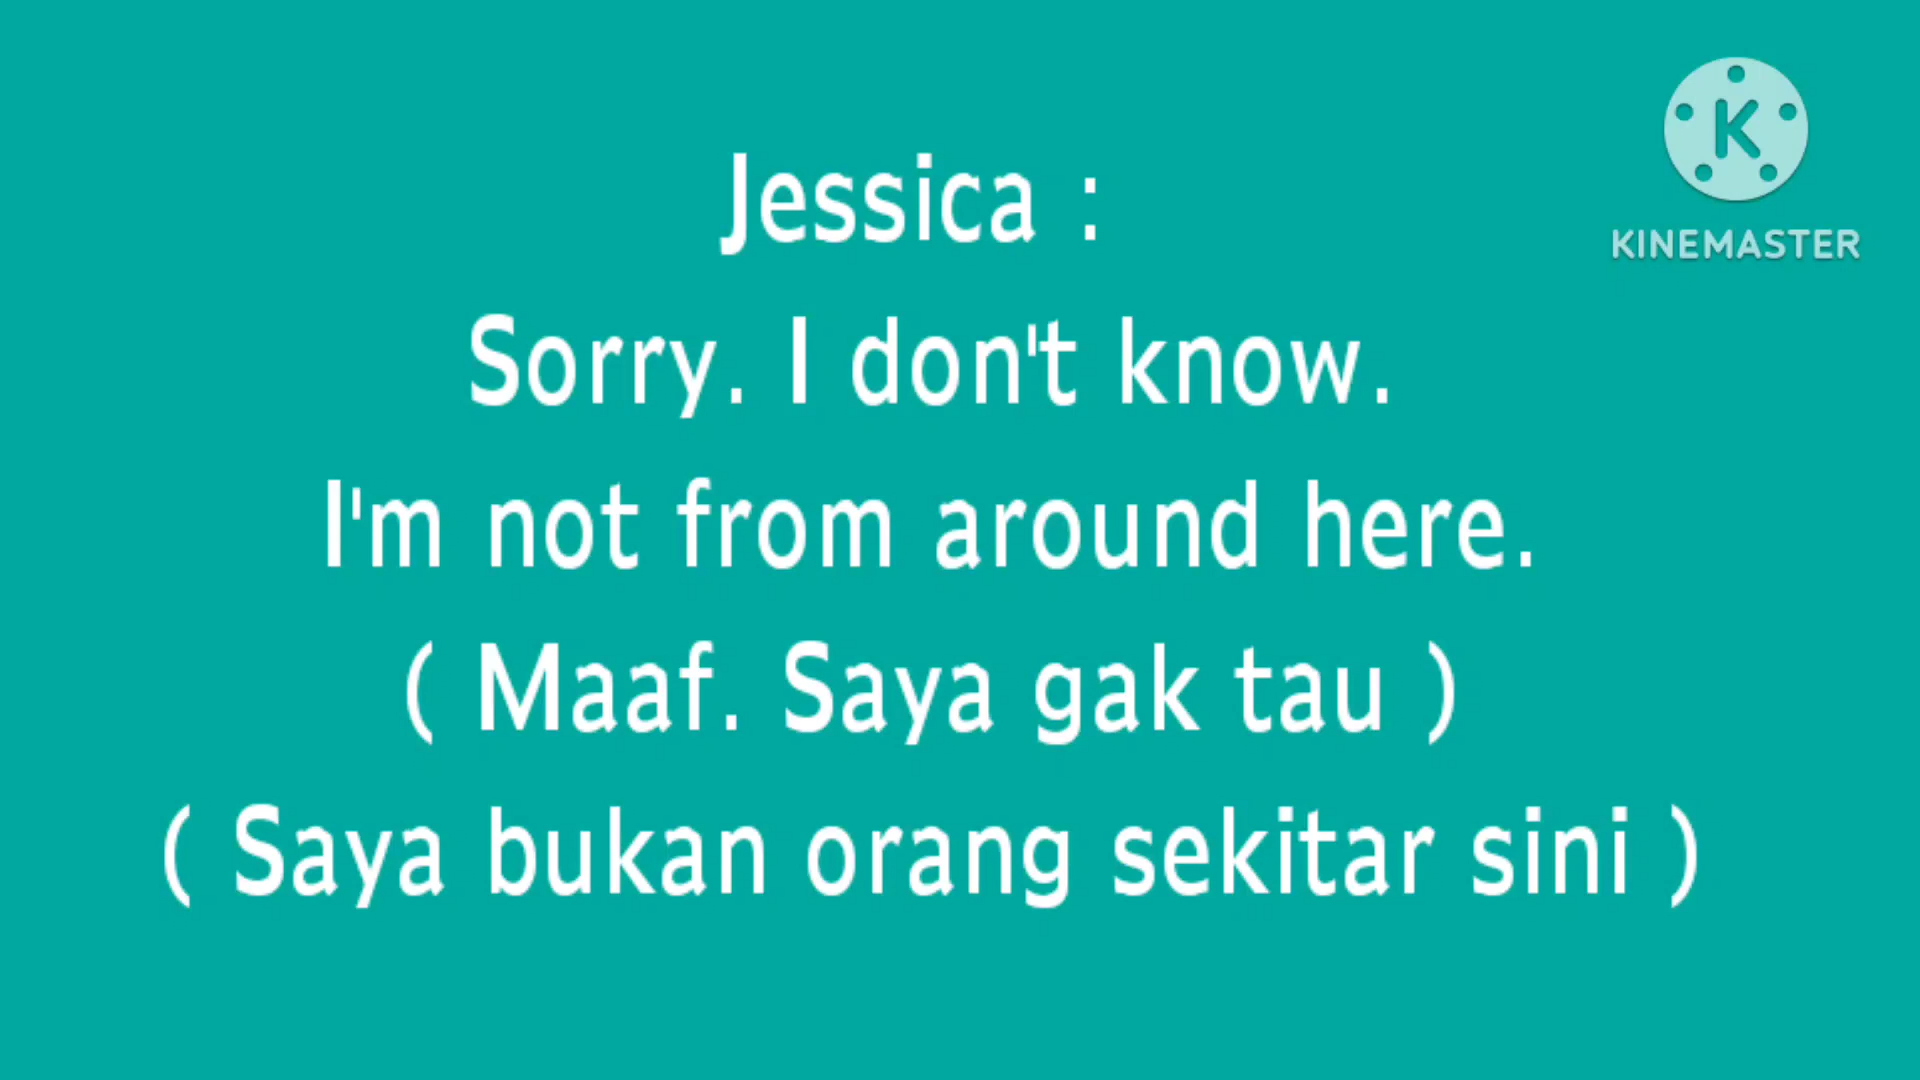 Jessica :
Sorry. I don't know.
I'm not from around here.
( Maaf. Saya gak tau )
( Saya bukan orang sekitar sini )
K
KINEMASTER